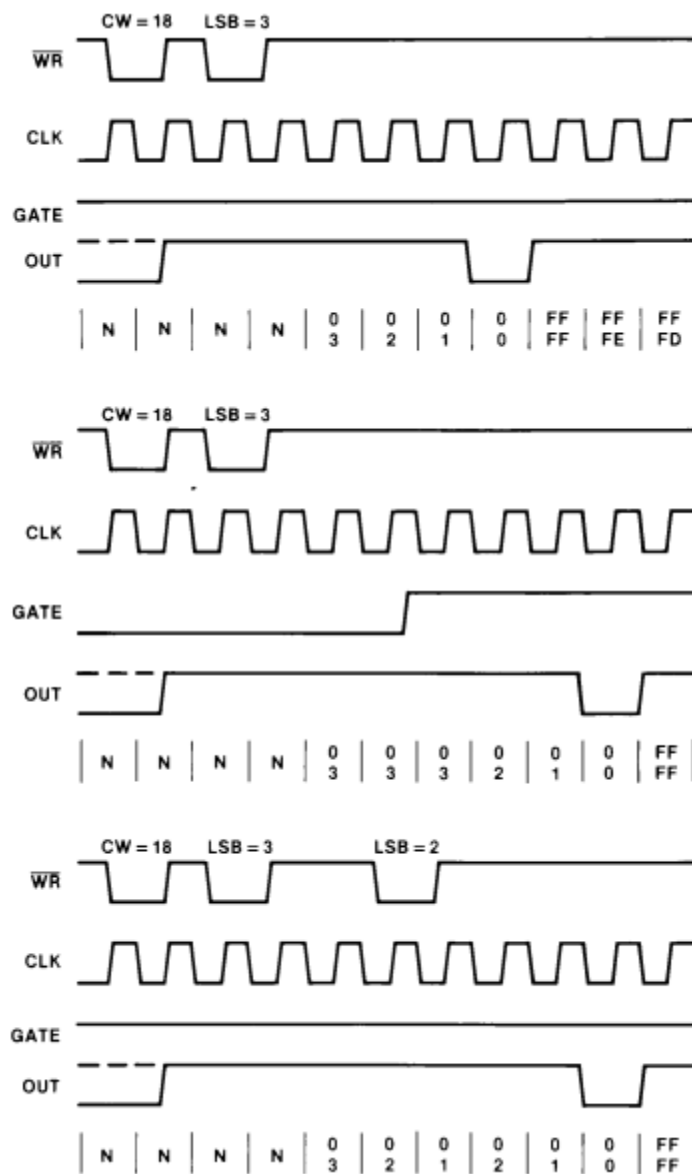 CW = 18 LSB = 3
WR
CLK
GATE
OUT
N N N N 0 0 0 0 FF FF FF
3 2 1 0 FF FE FD
CW = 18 LSB = 3
WR
CLK
GATE
OUT
N N N N 0 0 0 0 0 0 FF
3 3 3 2 1 0 FF
CW = 18 LSB = 3 LSB = 2
WR
CLK
GATE
OUT
N N N N 0 0 0 0 0 0 FF
3 2 1 2 1 0 FF